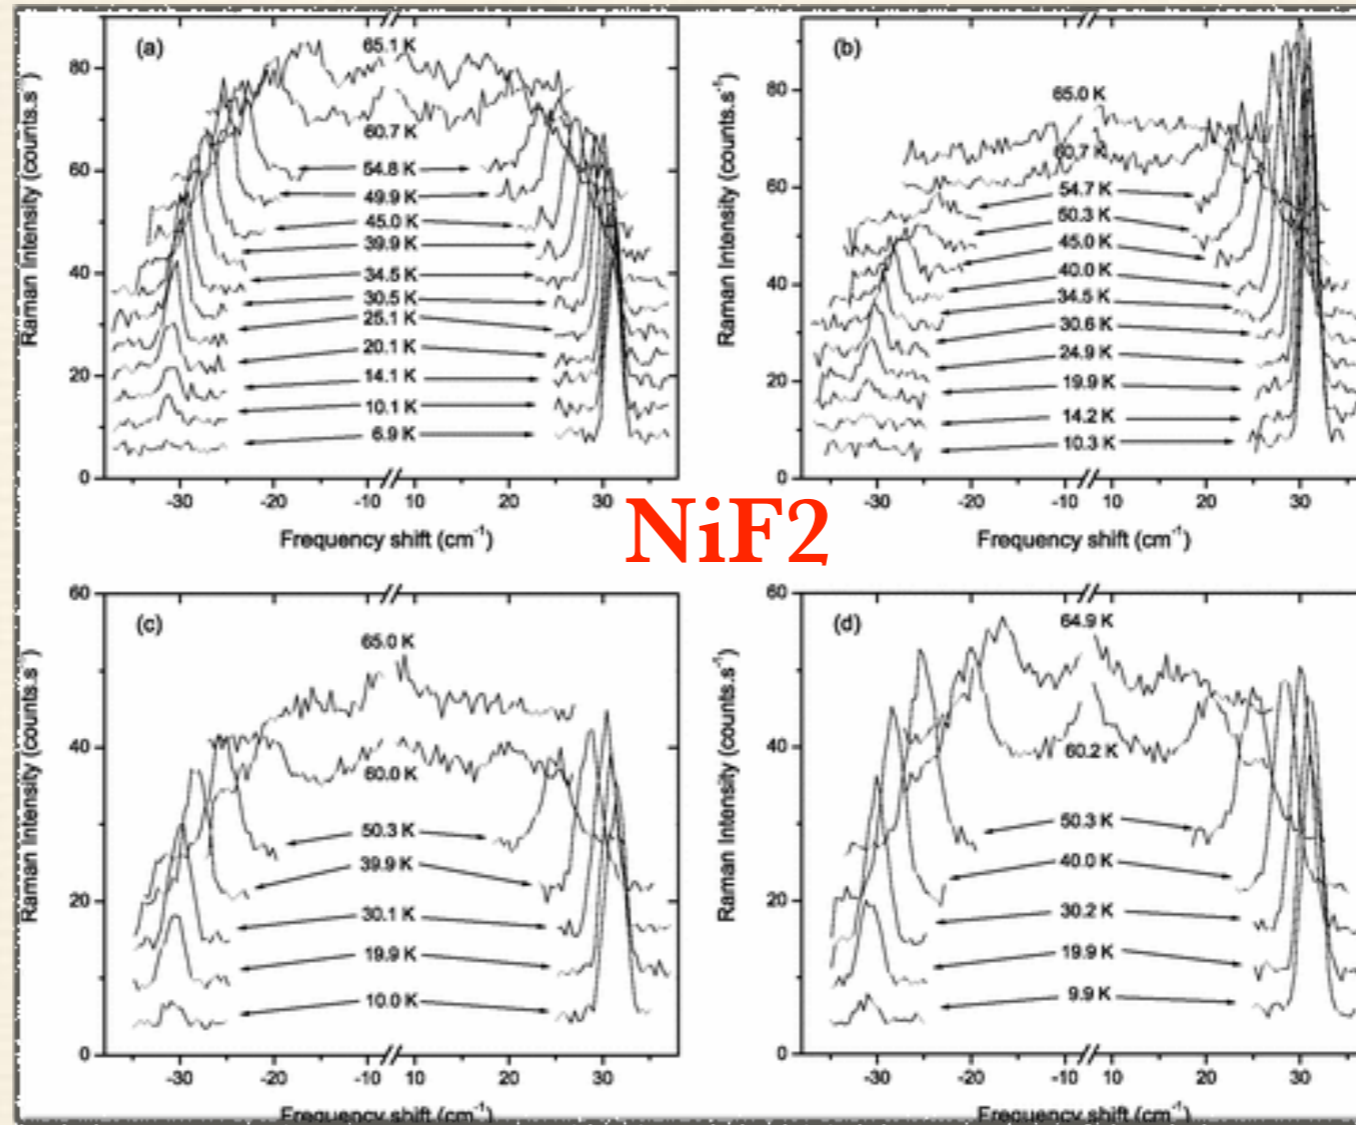 (a)
65.1 K
60.7 K
54.8 K
49.9 K
45.0 K
39.9 K
34.5 K
30.5 K
25.1 K
20.1 K
14.1 K
10.1 K
6.9 K
80
60
40
20
0
-30 -20 -10 10 20 30
Raman Intensity (counts.s⁻¹)
Frequency shift (cm⁻¹)
(b)
65.0 K
60.7 K
54.7 K
50.3 K
45.0 K
40.0 K
34.5 K
30.6 K
24.9 K
19.9 K
14.2 K
10.3 K
80
60
40
20
0
-30 -20 -10 10 20 30
Raman Intensity (counts.s⁻¹)
Frequency shift (cm⁻¹)
NiF2
(c)
65.0 K
60.0 K
50.3 K
39.9 K
30.1 K
19.9 K
10.0 K
60
40
20
0
-30 -20 -10 10 20 30
Raman Intensity (counts.s⁻¹)
Frequency shift (cm⁻¹)
(d)
64.9 K
60.2 K
50.3 K
40.0 K
30.2 K
19.9 K
9.9 K
60
40
20
0
-30 -20 -10 10 20 30
Raman Intensity (counts.s⁻¹)
Frequency shift (cm⁻¹)